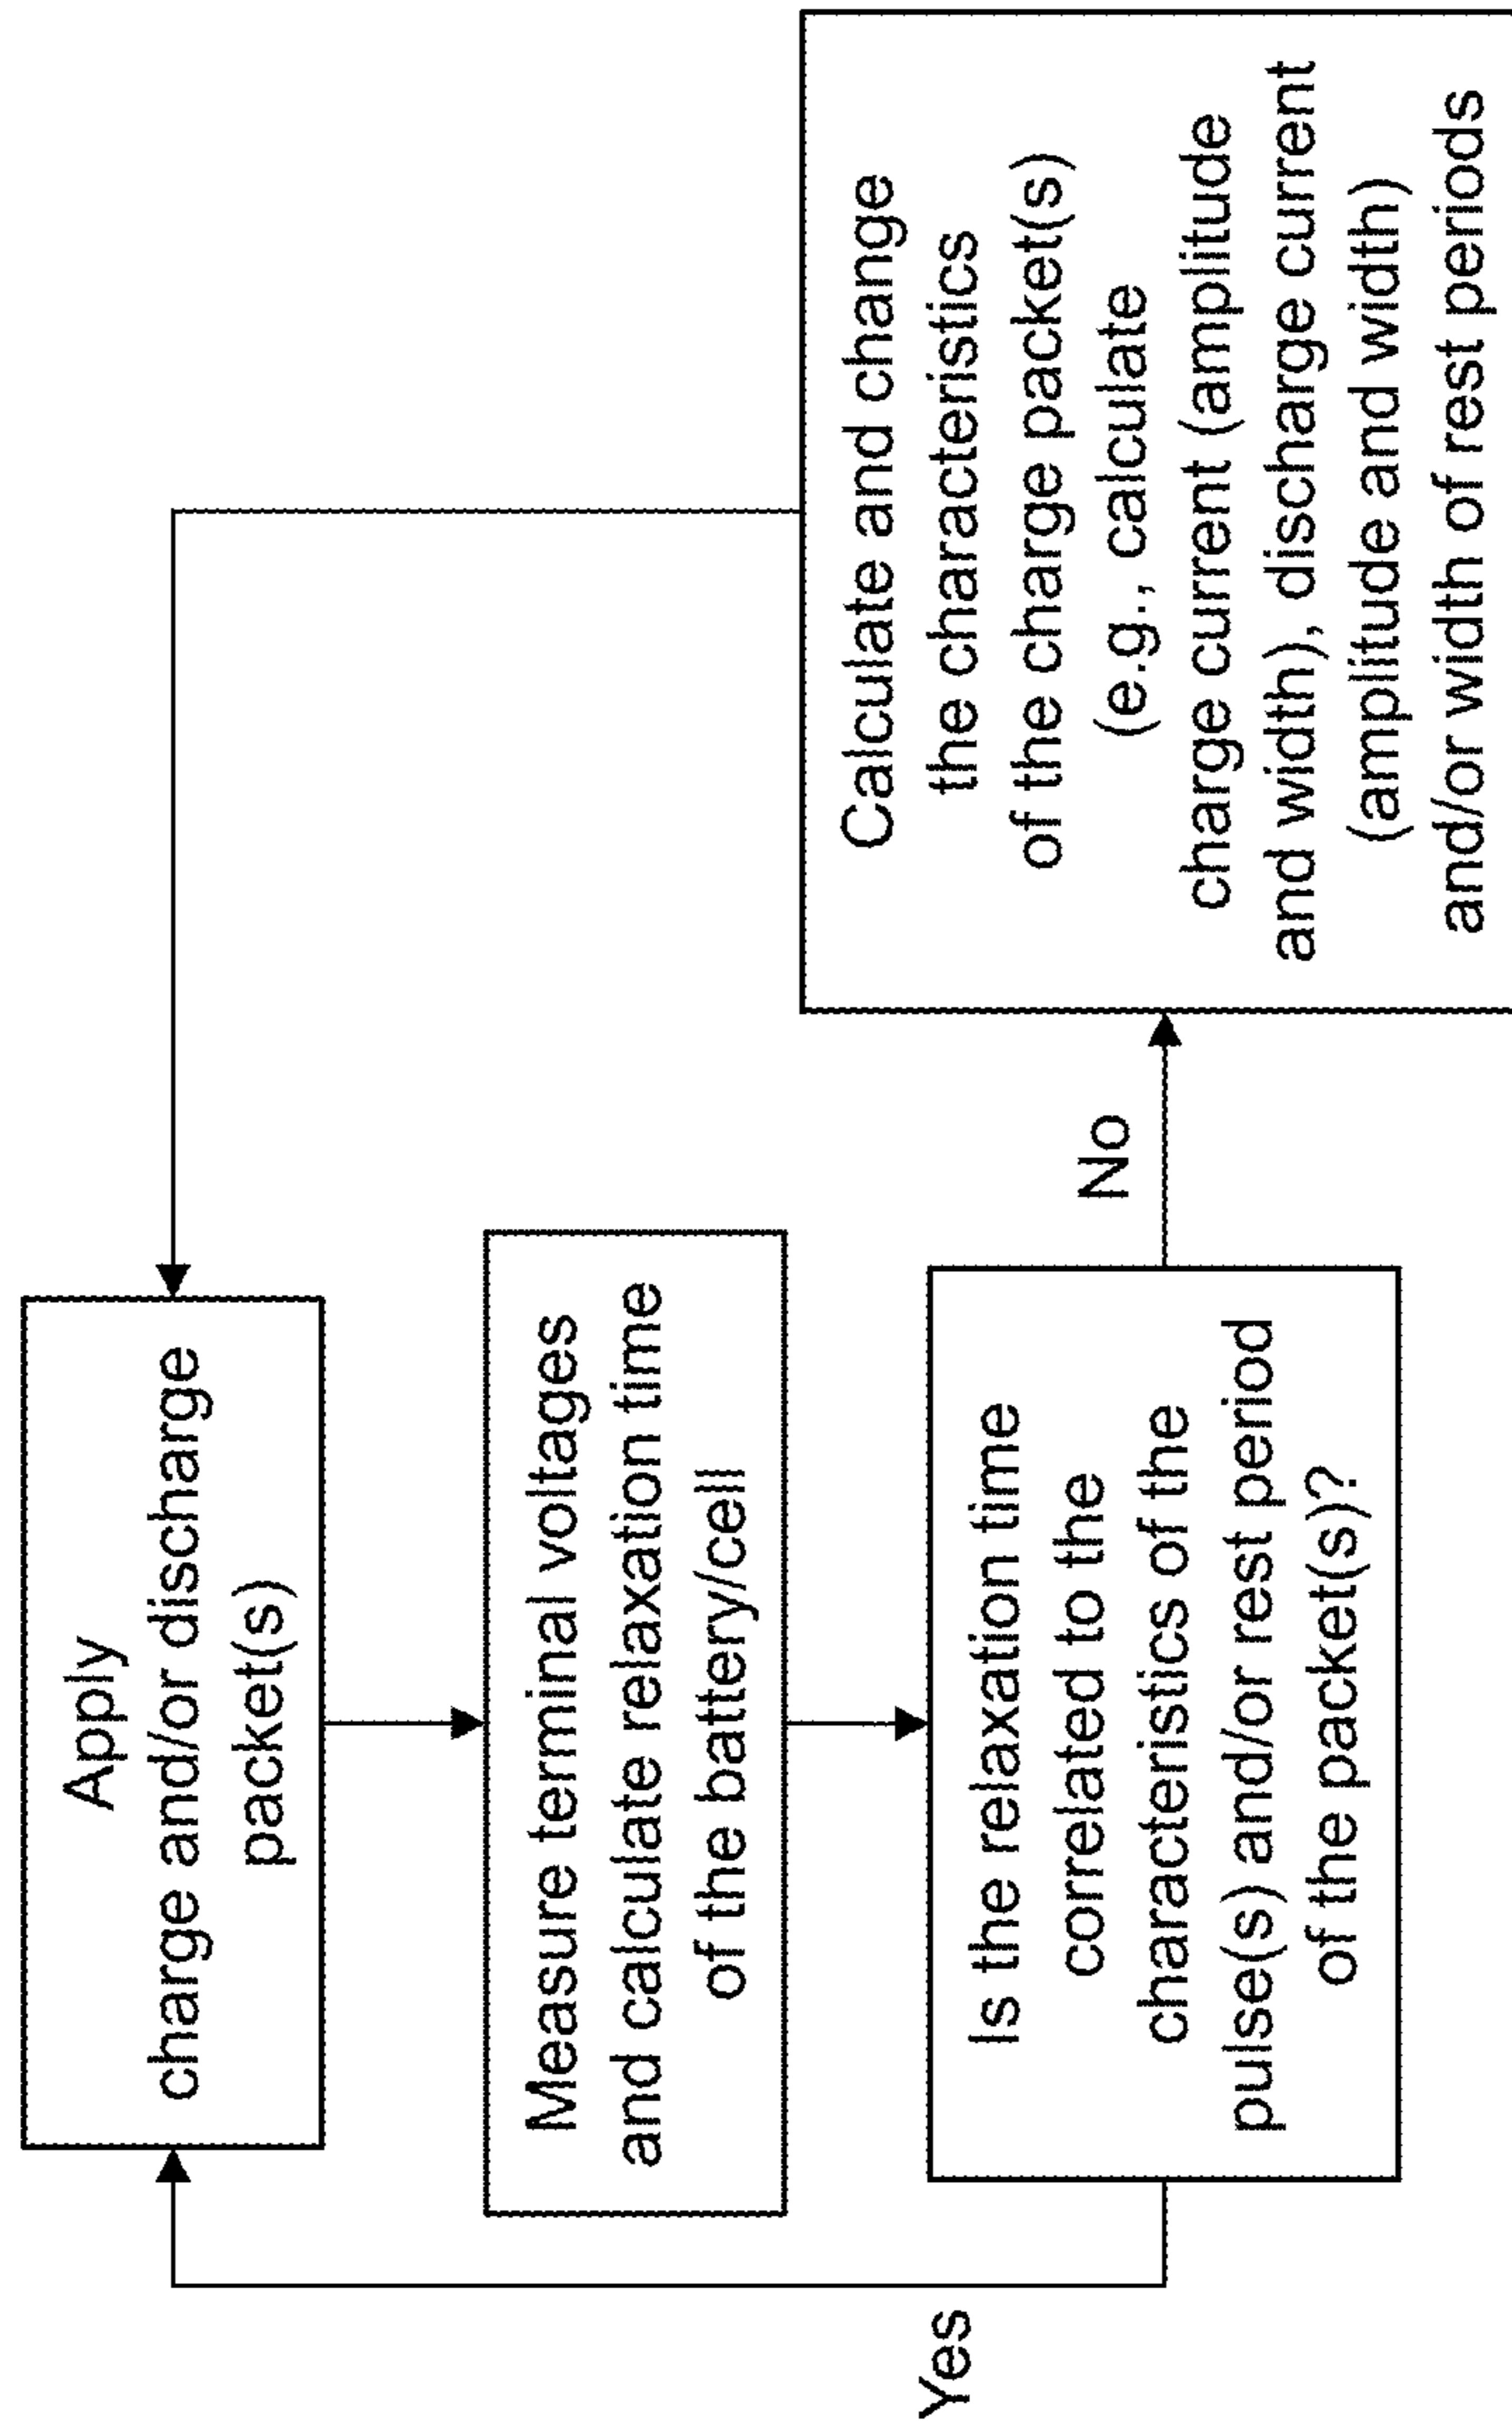 Apply
charge and/or discharge
packet(s)
Measure terminal voltages
and calculate relaxation time
of the battery/cell
Is the relaxation time
correlated to the
characteristics of the
pulse(s) and/or rest period
of the packet(s)?
Yes
No
Calculate and change
the characteristics
of the charge packet(s)
(e.g., calculate
charge current (amplitude
and width), discharge current
(amplitude and width)
and/or width of rest periods